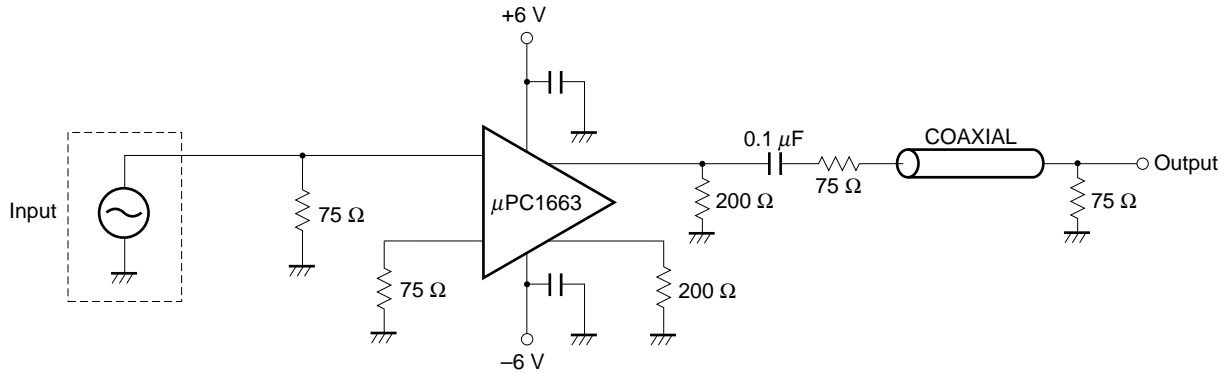 +6 V
0.1 μF
COAXIAL
Output
75 Ω
μPC1663
200 Ω
75 Ω
Input
75 Ω
75 Ω
200 Ω
–6 V